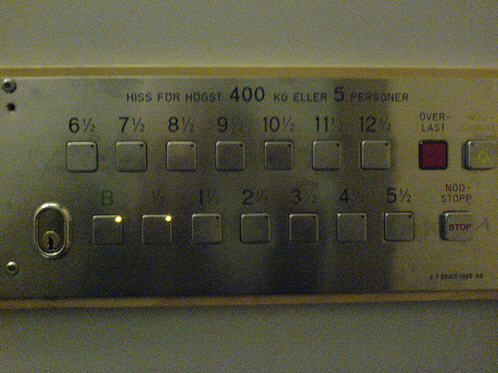 HISS FÖR HÖGST 400 KG ELLER 5 PERSONER
6½ 7½ 8½ 9½ 10½ 11½ 12½
ÖVER-
LAST
NÖD-
SIGNAL
B ½ 1½ 2½ 3½ 4½ 5½
NÖD-
STOPP
STOP